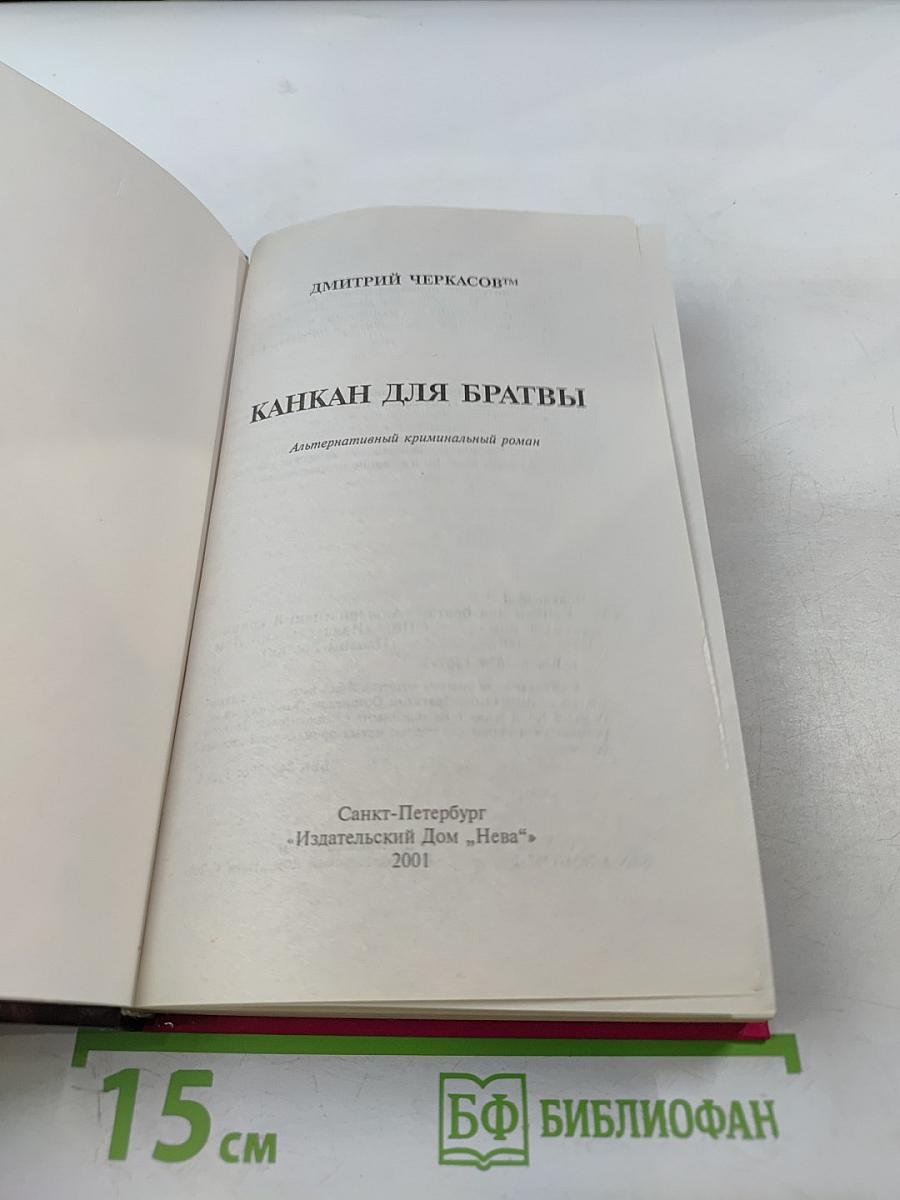 ДМИТРИЙ ЧЕРКАСОВ™
КАНКАН ДЛЯ БРАТВЫ
Альтернативный криминальный роман
Санкт-Петербург
«Издательский Дом „Нева“»
2001
15 см
БФ БИБЛИОФАН